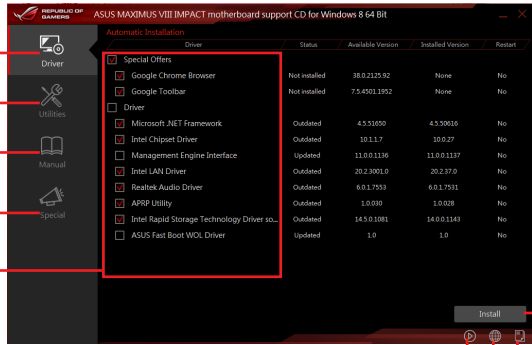 REPUBLIC OF
GAMERS
ASUS MAXIMUS VIII IMPACT motherboard support CD for Windows 8 64 Bit
Automatic Installation
Driver Status Available Version Installed Version Restart
Special Offers
Google Chrome Browser Not installed 38.0.2125.92 None No
Google Toolbar Not installed 7.5.4501.1952 None No
Driver
Microsoft .NET Framework Outdated 4.5.51650 4.5.50616 No
Intel Chipset Driver Outdated 10.1.1.7 10.0.27 No
Management Engine Interface Updated 11.0.0.1136 11.0.0.1137 No
Intel LAN Driver Outdated 20.2.3001.0 20.2.37.0 No
Realtek Audio Driver Outdated 6.0.1.7553 6.0.1.7531 No
APRP Utility Outdated 1.0.030 1.0.028 No
Intel Rapid Storage Technology Driver so... Outdated 14.5.0.1081 14.0.0.1143 No
ASUS Fast Boot WOL Driver Updated 1.0 1.0 No
Driver
Utilities
Manual
Special
Install